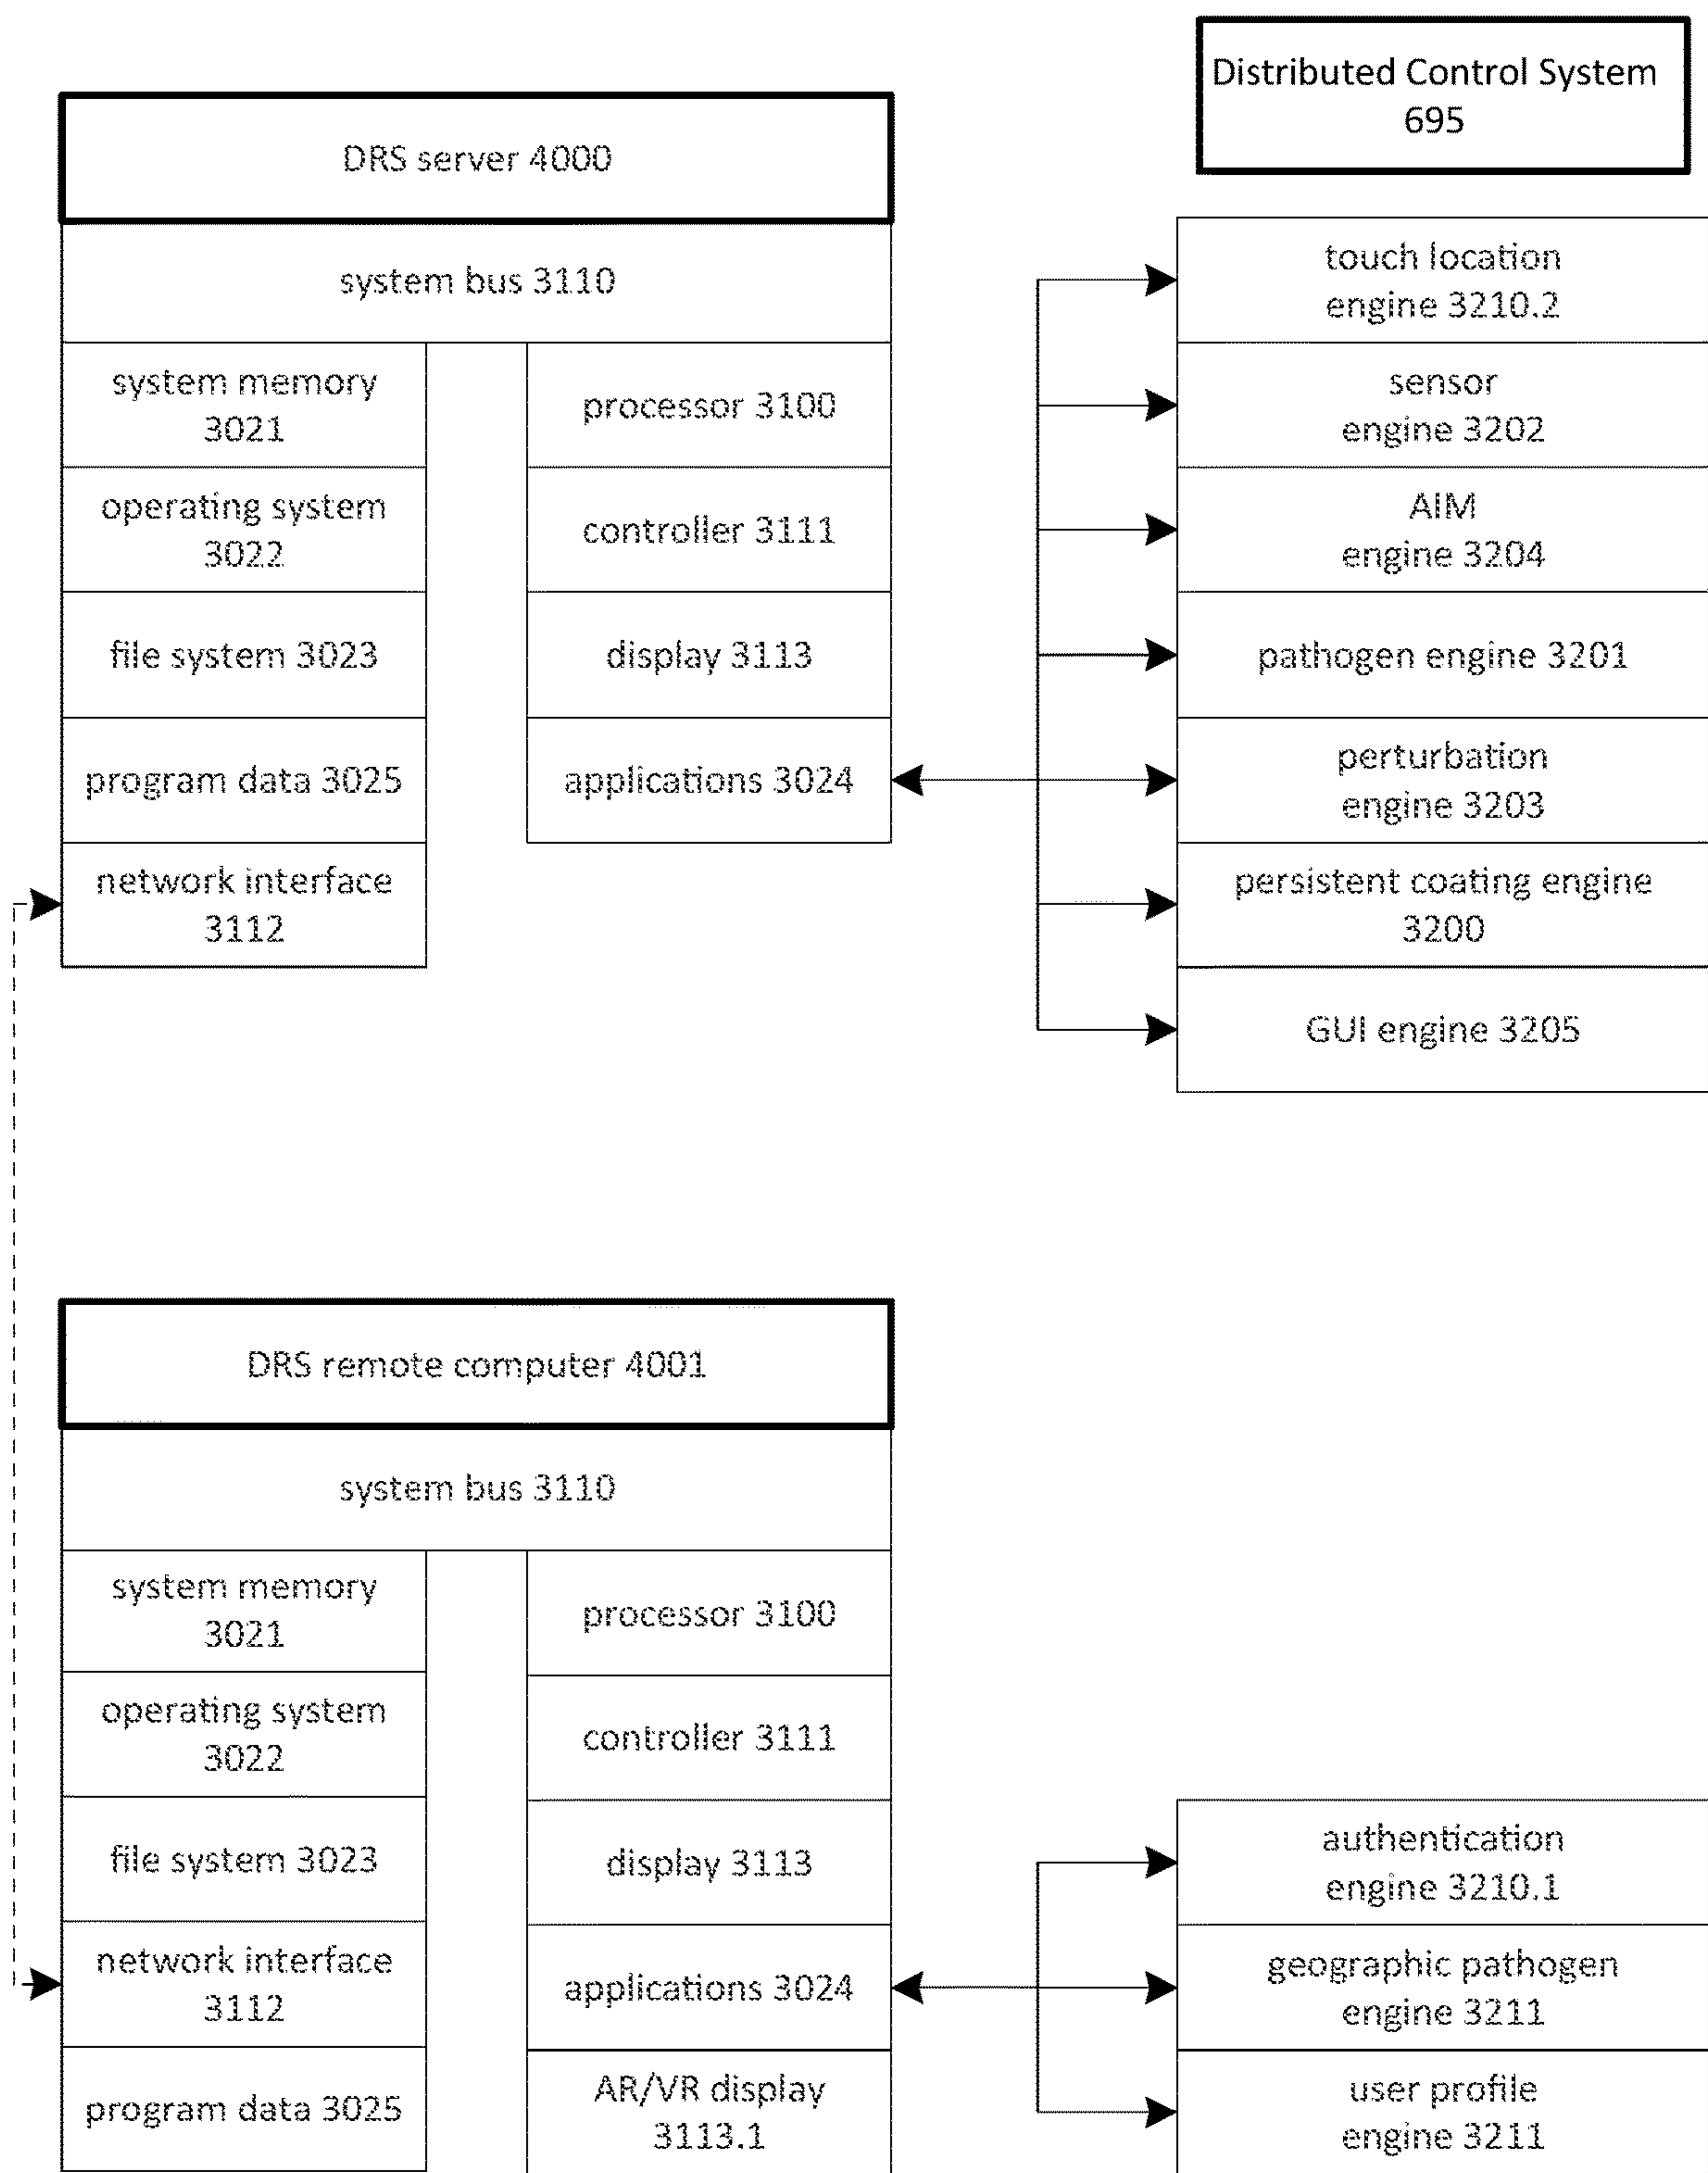 Distributed Control System
695
DRS server 4000
system bus 3110
system memory
3021
processor 3100
operating system
3022
controller 3111
file system 3023
display 3113
program data 3025
applications 3024
network interface
3112
touch location
engine 3210.2
sensor
engine 3202
AIM
engine 3204
pathogen engine 3201
perturbation
engine 3203
persistent coating engine
3200
GUI engine 3205
DRS remote computer 4001
system bus 3110
system memory
3021
processor 3100
operating system
3022
controller 3111
file system 3023
display 3113
network interface
3112
applications 3024
program data 3025
AR/VR display
3113.1
authentication
engine 3210.1
geographic pathogen
engine 3211
user profile
engine 3211